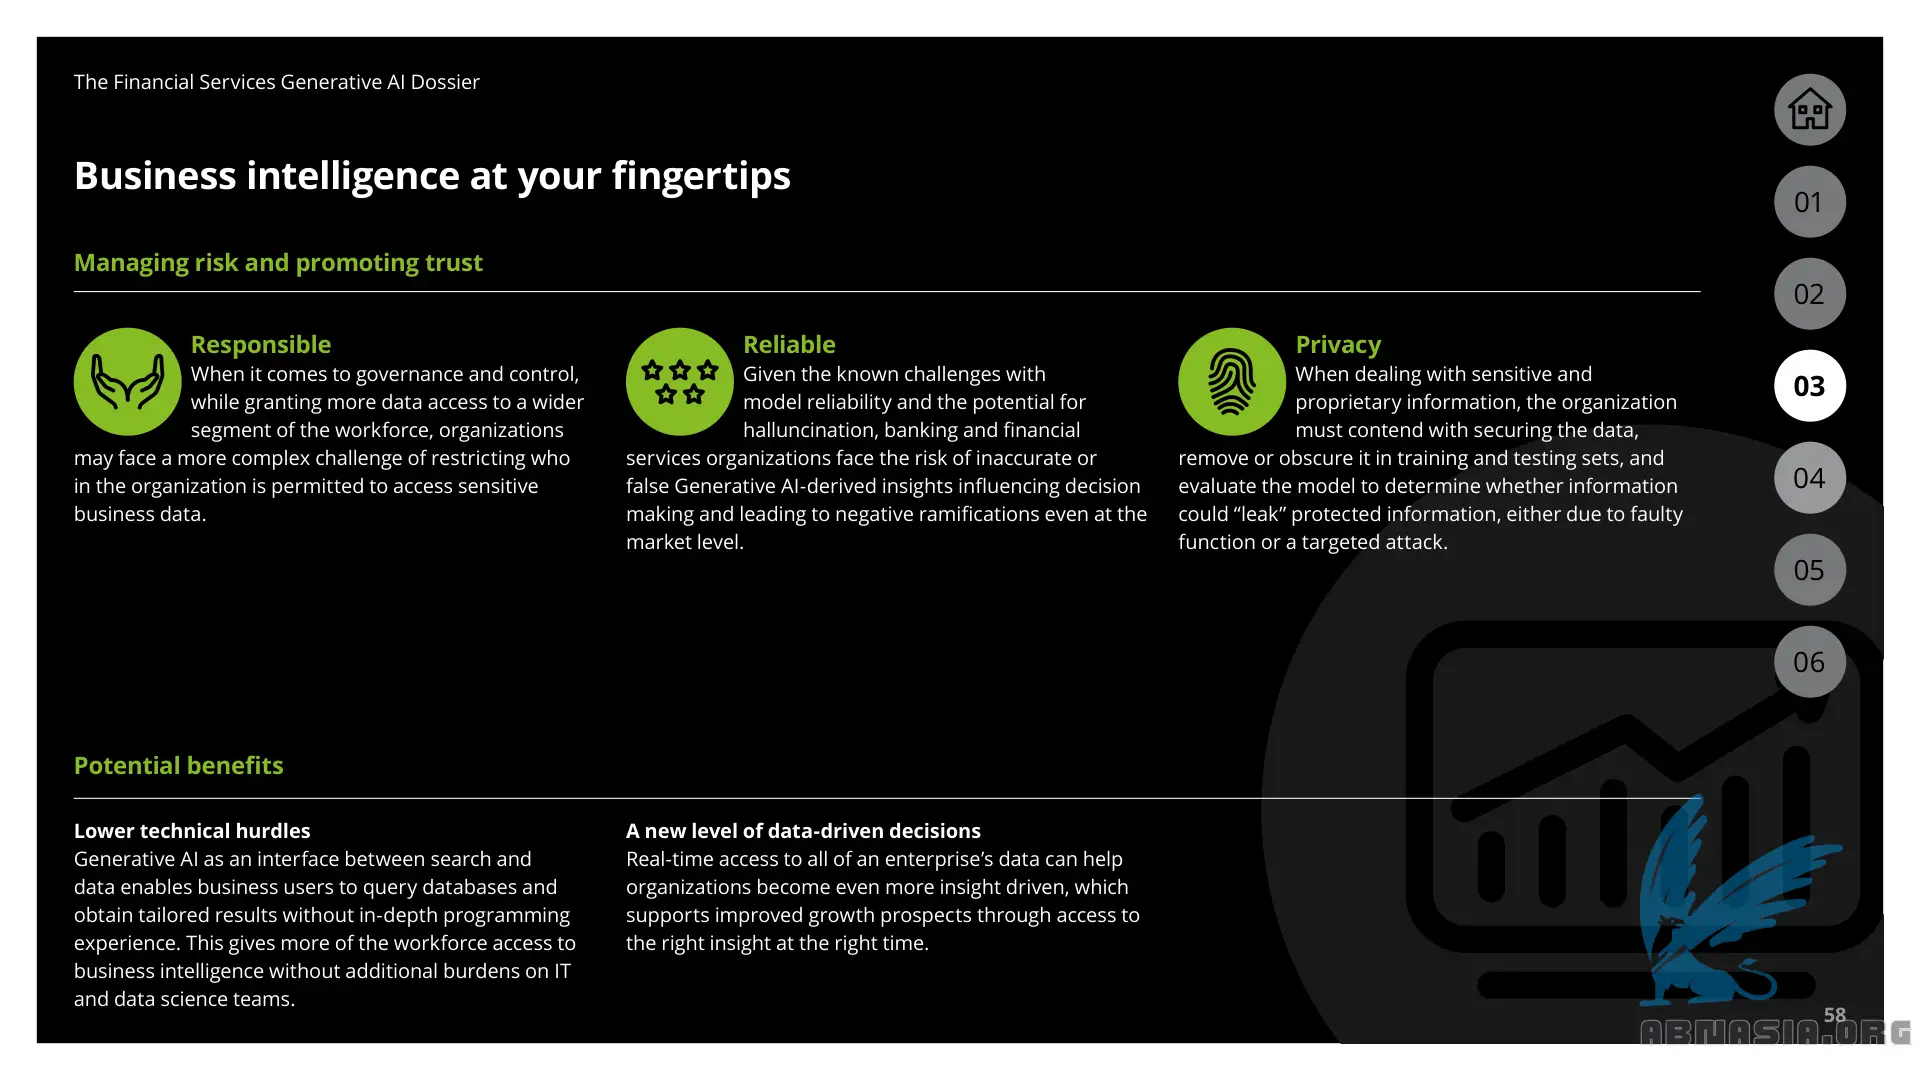 The Financial Services Generative AI Dossier
Business intelligence at your fingertips
Managing risk and promoting trust
Responsible
When it comes to governance and control,
while granting more data access to a wider
segment of the workforce, organizations
may face a more complex challenge of restricting who
in the organization is permitted to access sensitive
business data.
Reliable
Given the known challenges with
model reliability and the potential for
halluncination, banking and financial
services organizations face the risk of inaccurate or
false Generative AI-derived insights influencing decision
making and leading to negative ramifications even at the
market level.
Privacy
When dealing with sensitive and
proprietary information, the organization
must contend with securing the data,
remove or obscure it in training and testing sets, and
evaluate the model to determine whether information
could “leak” protected information, either due to faulty
function or a targeted attack.
Potential benefits
Lower technical hurdles
Generative AI as an interface between search and
data enables business users to query databases and
obtain tailored results without in-depth programming
experience. This gives more of the workforce access to
business intelligence without additional burdens on IT
and data science teams.
A new level of data-driven decisions
Real-time access to all of an enterprise’s data can help
organizations become even more insight driven, which
supports improved growth prospects through access to
the right insight at the right time.
01
02
03
04
05
06
58
ABMASIA.ORG